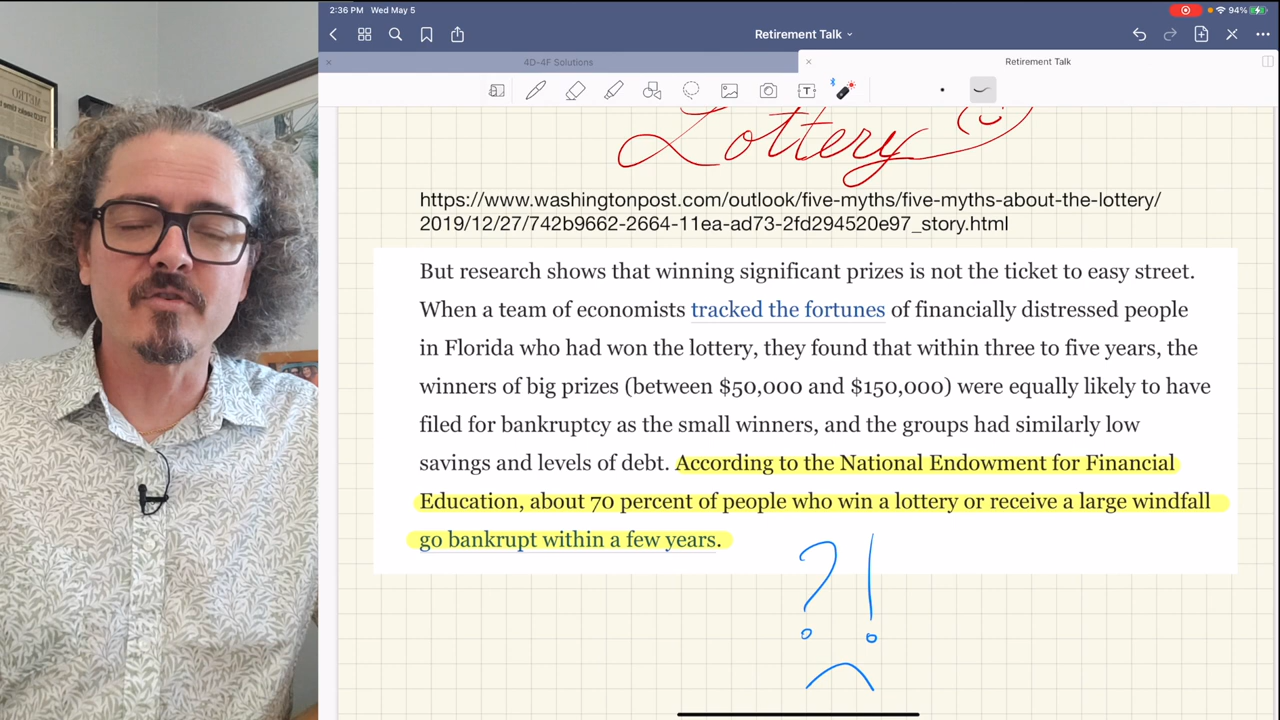 2:36 PM Wed May 5
94%
Retirement Talk
4D-4F Solutions
Retirement Talk
T
METRO
Lottery
https://www.washingtonpost.com/outlook/five-myths/five-myths-about-the-lottery/
2019/12/27/742b9662-2664-11ea-ad73-2fd294520e97_story.html
But research shows that winning significant prizes is not the ticket to easy street.
When a team of economists tracked the fortunes of financially distressed people
in Florida who had won the lottery, they found that within three to five years, the
winners of big prizes (between $50,000 and $150,000) were equally likely to have
filed for bankruptcy as the small winners, and the groups had similarly low
savings and levels of debt. According to the National Endowment for Financial
Education, about 70 percent of people who win a lottery or receive a large windfall
go bankrupt within a few years.
?!